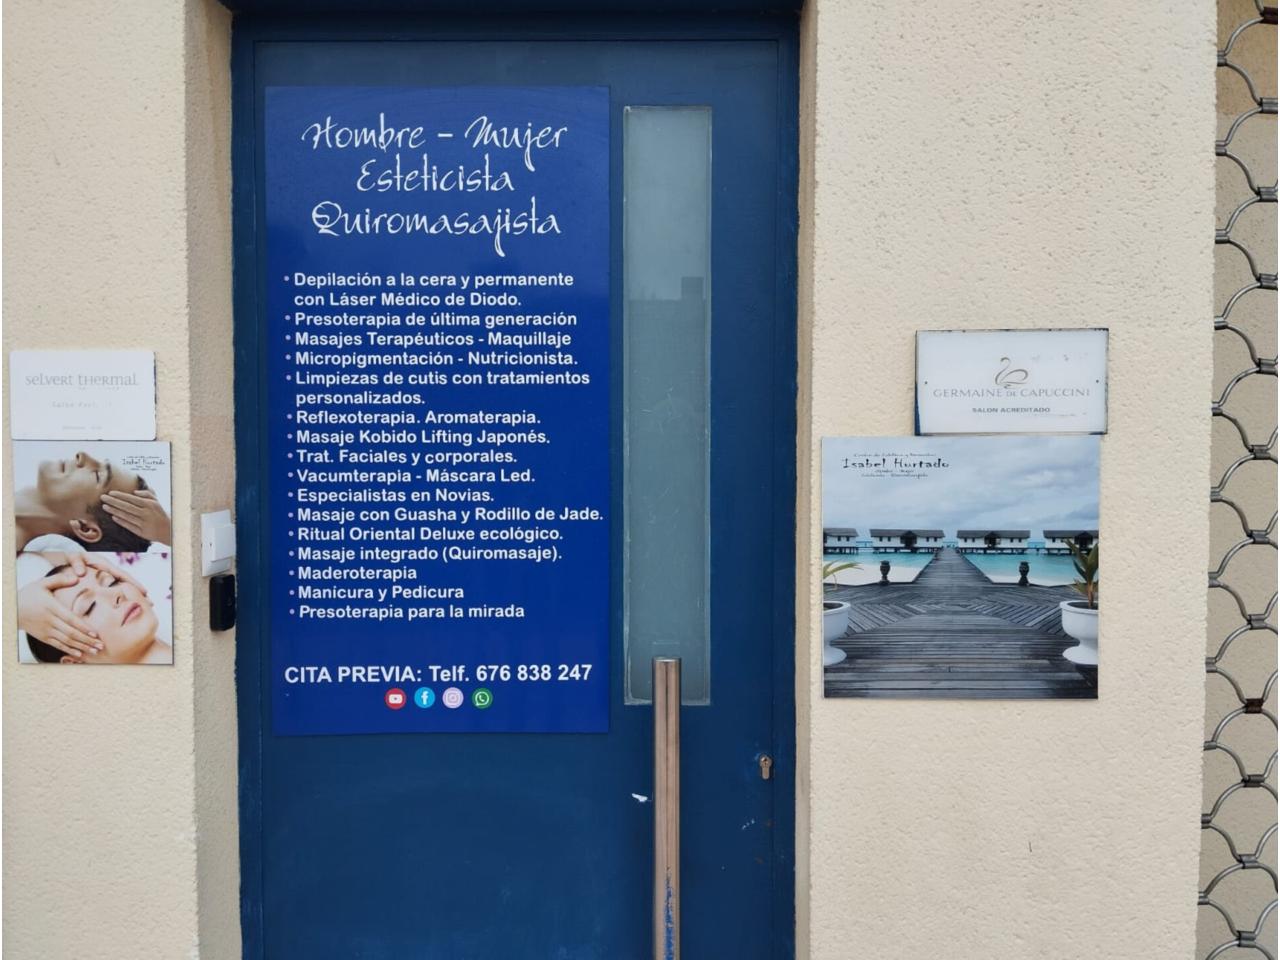 Hombre - Mujer
Esteticista
Quiromasajista
• Depilación a la cera y permanente
con Láser Médico de Diodo.
• Presoterapia de última generación
• Masajes Terapéuticos - Maquillaje
• Micropigmentación - Nutricionista.
• Limpiezas de cutis con tratamientos
personalizados.
• Reflexoterapia. Aromaterapia.
• Masaje Kobido Lifting Japonés.
• Trat. Faciales y corporales.
• Vacumterapia - Máscara Led.
• Especialistas en Novias.
• Masaje con Guasha y Rodillo de Jade.
• Ritual Oriental Deluxe ecológico.
• Masaje integrado (Quiromasaje).
• Maderoterapia
• Manicura y Pedicura
• Presoterapia para la mirada
CITA PREVIA: Telf. 676 838 247
selvert thermal
Isabel Hurtado
GERMAINE DE CAPUCCINI
SALON ACREDITADO
Isabel Hurtado
Hombre - Mujer